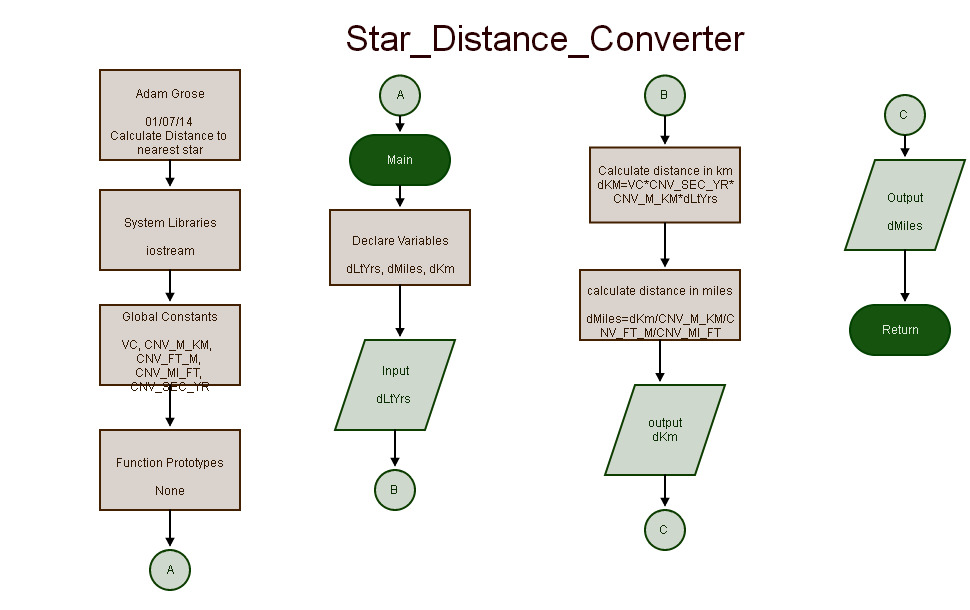 Star_Distance_Converter
Adam Grose
01/07/14
Calculate Distance to
nearest star
System Libraries
iostream
Global Constants
VC, CNV_M_KM,
CNV_FT_M,
CNV_MI_FT,
CNV_SEC_YR
Function Prototypes
None
A
A
Main
Declare Variables
dLtYrs, dMiles, dKm
Input
dLtYrs
B
B
Calculate distance in km
dKM=VC*CNV_SEC_YR*
CNV_M_KM*dLtYrs
calculate distance in miles
dMiles=dKm/CNV_M_KM/C
NV_FT_M/CNV_MI_FT
output
dKm
C
C
Output
dMiles
Return